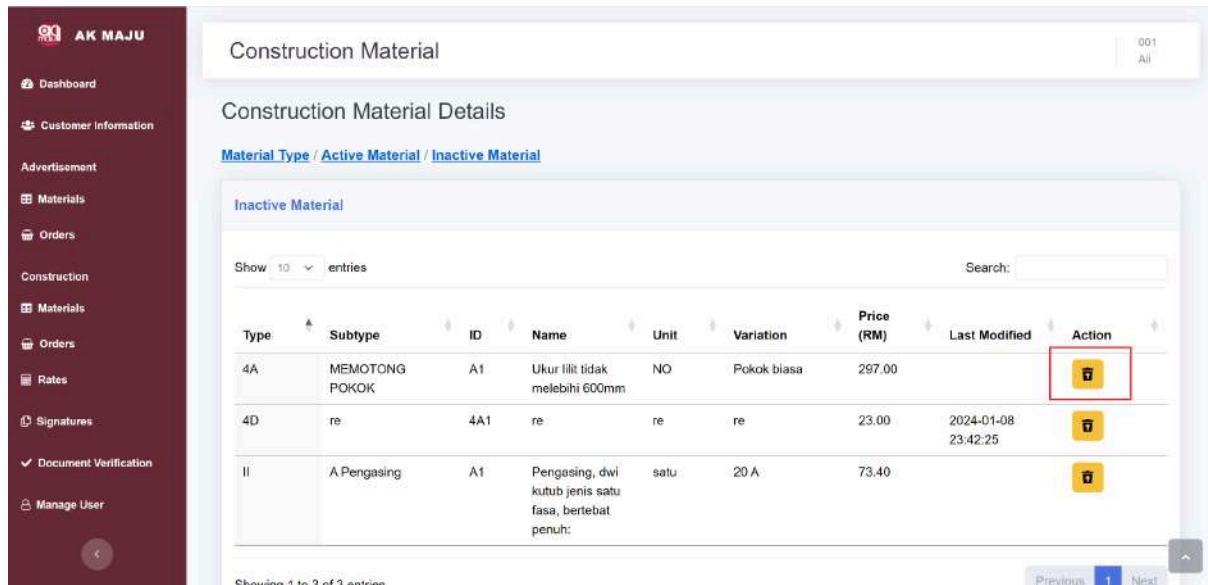 AK MAJU
Dashboard
Customer Information
Advertisement
Materials
Orders
Construction
Materials
Orders
Rates
Signatures
Document Verification
Manage User
Construction Material
001
Ali
Construction Material Details
Material Type / Active Material / Inactive Material
Inactive Material
Show 10 entries
Search:
Type Subtype ID Name Unit Variation Price (RM) Last Modified Action
4A MEMOTONG POKOK A1 Ukur lilit tidak melebihi 600mm NO Pokok biasa 297.00
4D re 4A1 re re re 23.00 2024-01-08 23:42:25
II A Pengasing A1 Pengasing, dwi kutub jenis satu fasa, bertebat penuh: satu 20 A 73.40
Showing 1 to 3 of 3 entries
Previous 1 Next